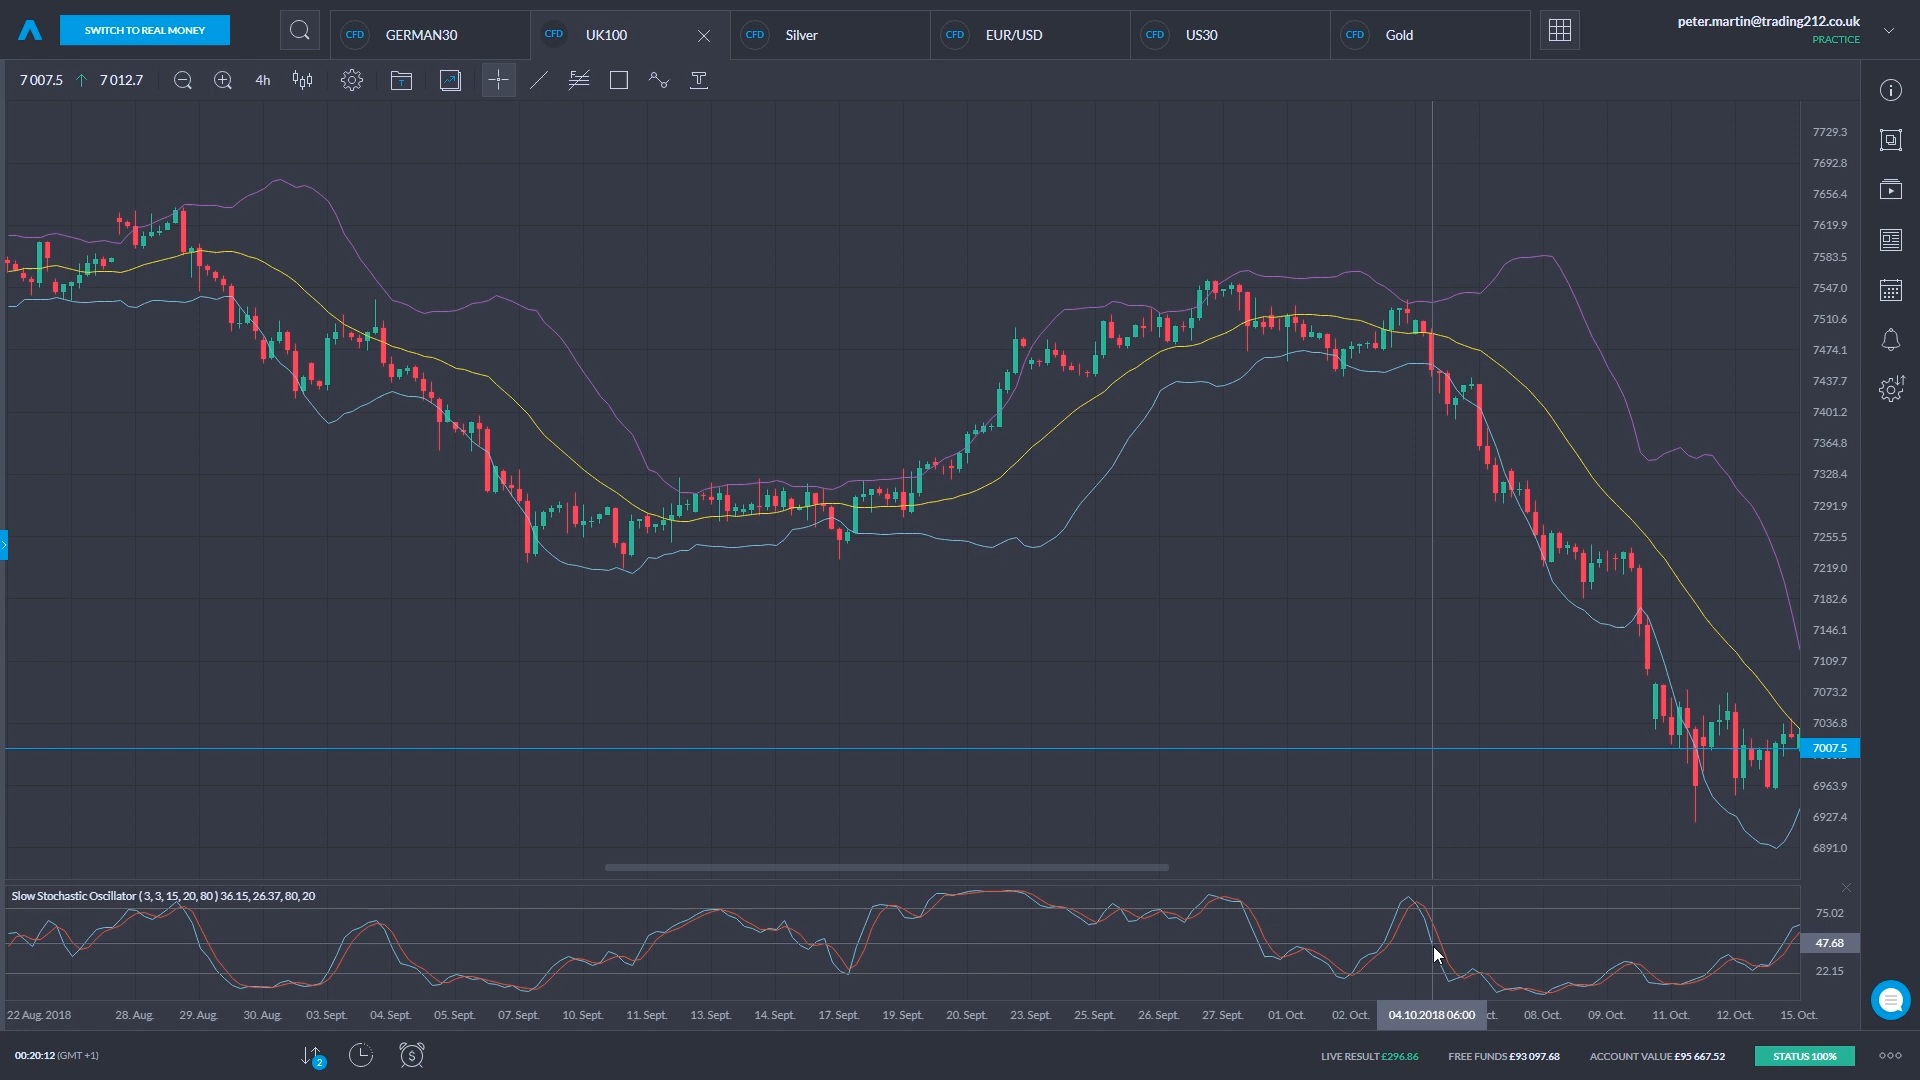 SWITCH TO REAL MONEY
CFD GERMAN30
CFD UK100
CFD Silver
CFD EUR/USD
CFD US30
CFD Gold
peter.martin@trading212.co.uk
PRACTICE
7 007.5 7 012.7 4h
7729.3
7692.8
7656.4
7619.9
7583.5
7547.0
7510.6
7474.1
7437.7
7401.2
7364.8
7328.4
7291.9
7255.5
7219.0
7182.6
7146.1
7109.7
7073.2
7036.8
7007.5
6963.9
6927.4
6891.0
Slow Stochastic Oscillator ( 3, 3, 15, 20, 80 ) 36.15, 26.37, 80, 20
75.02
47.68
22.15
22 Aug. 2018 28. Aug. 29. Aug. 30. Aug. 03. Sept. 04. Sept. 05. Sept. 07. Sept. 10. Sept. 11. Sept. 13. Sept. 14. Sept. 17. Sept. 19. Sept. 20. Sept. 23. Sept. 25. Sept. 26. Sept. 27. Sept. 01. Oct. 02. Oct. 04.10.2018 06:00 ct. 08. Oct. 09. Oct. 11. Oct. 12. Oct. 15. Oct.
00:20:12 (GMT +1)
2
LIVE RESULT £296.86 FREE FUNDS £93 097.68 ACCOUNT VALUE £95 667.52 STATUS 100%